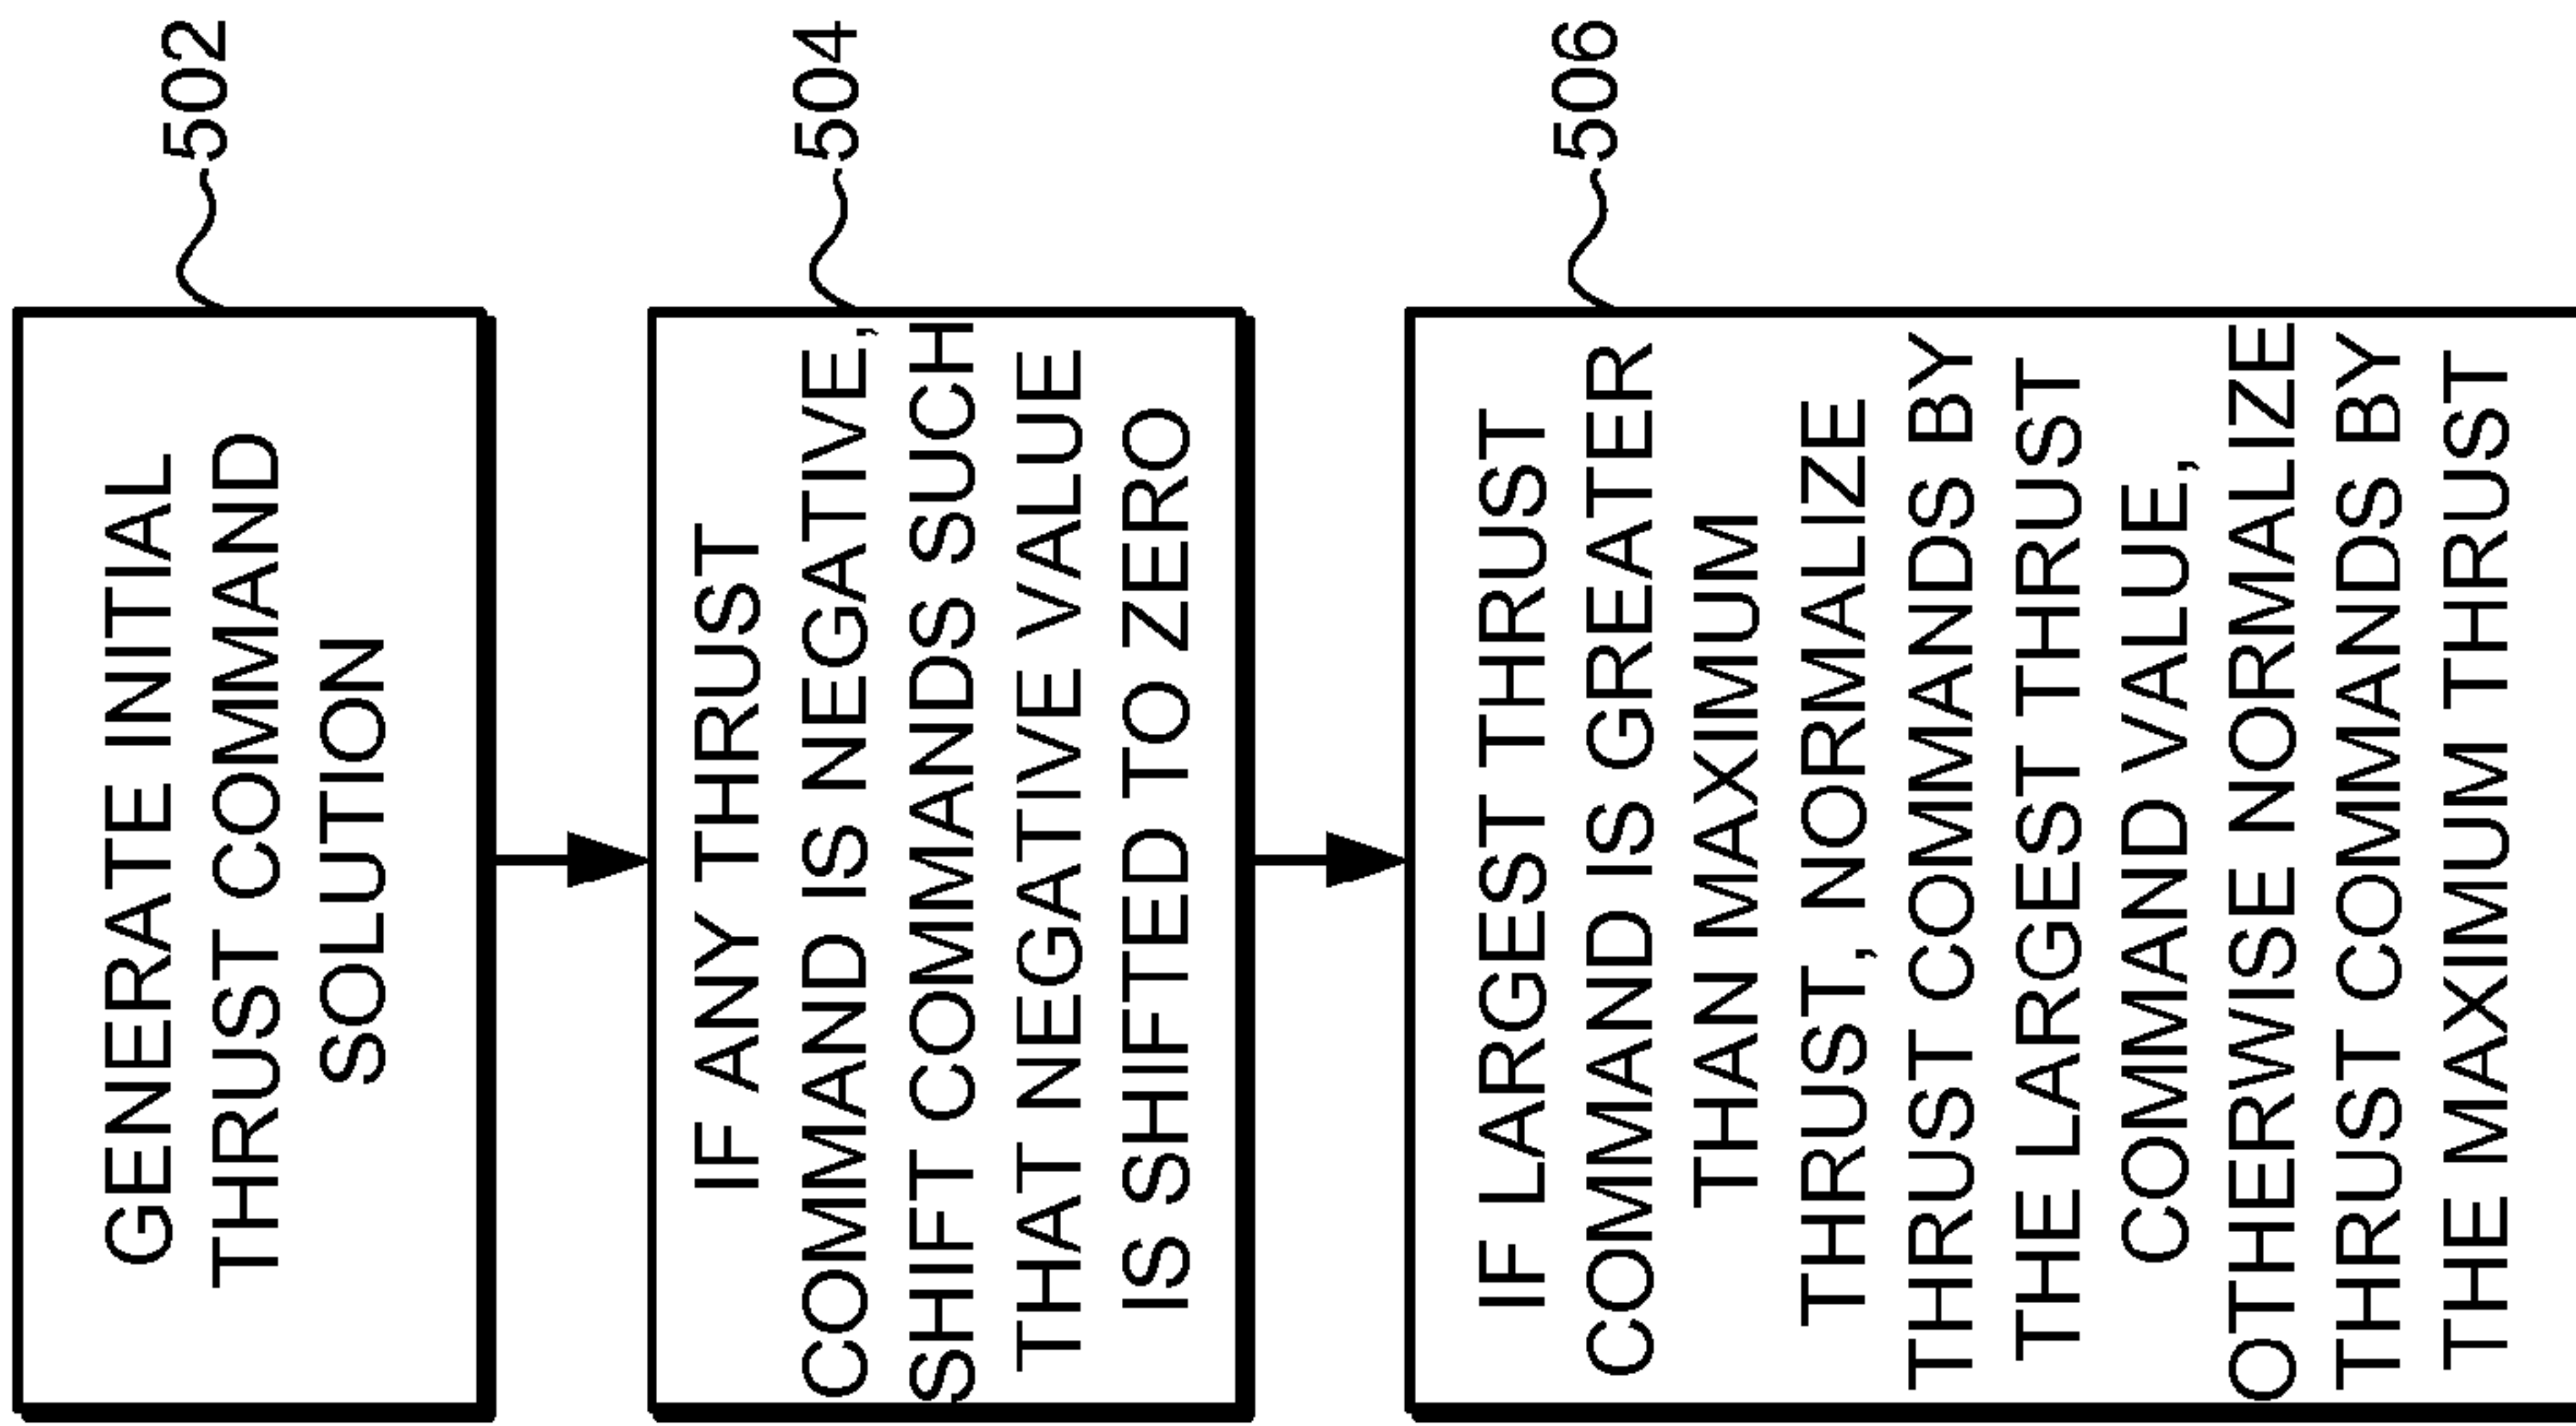 GENERATE INITIAL
THRUST COMMAND
SOLUTION
502
IF ANY THRUST
COMMAND IS NEGATIVE,
SHIFT COMMANDS SUCH
THAT NEGATIVE VALUE
IS SHIFTED TO ZERO
504
IF LARGEST THRUST
COMMAND IS GREATER
THAN MAXIMUM
THRUST, NORMALIZE
THRUST COMMANDS BY
THE LARGEST THRUST
COMMAND VALUE,
OTHERWISE NORMALIZE
THRUST COMMANDS BY
THE MAXIMUM THRUST
506